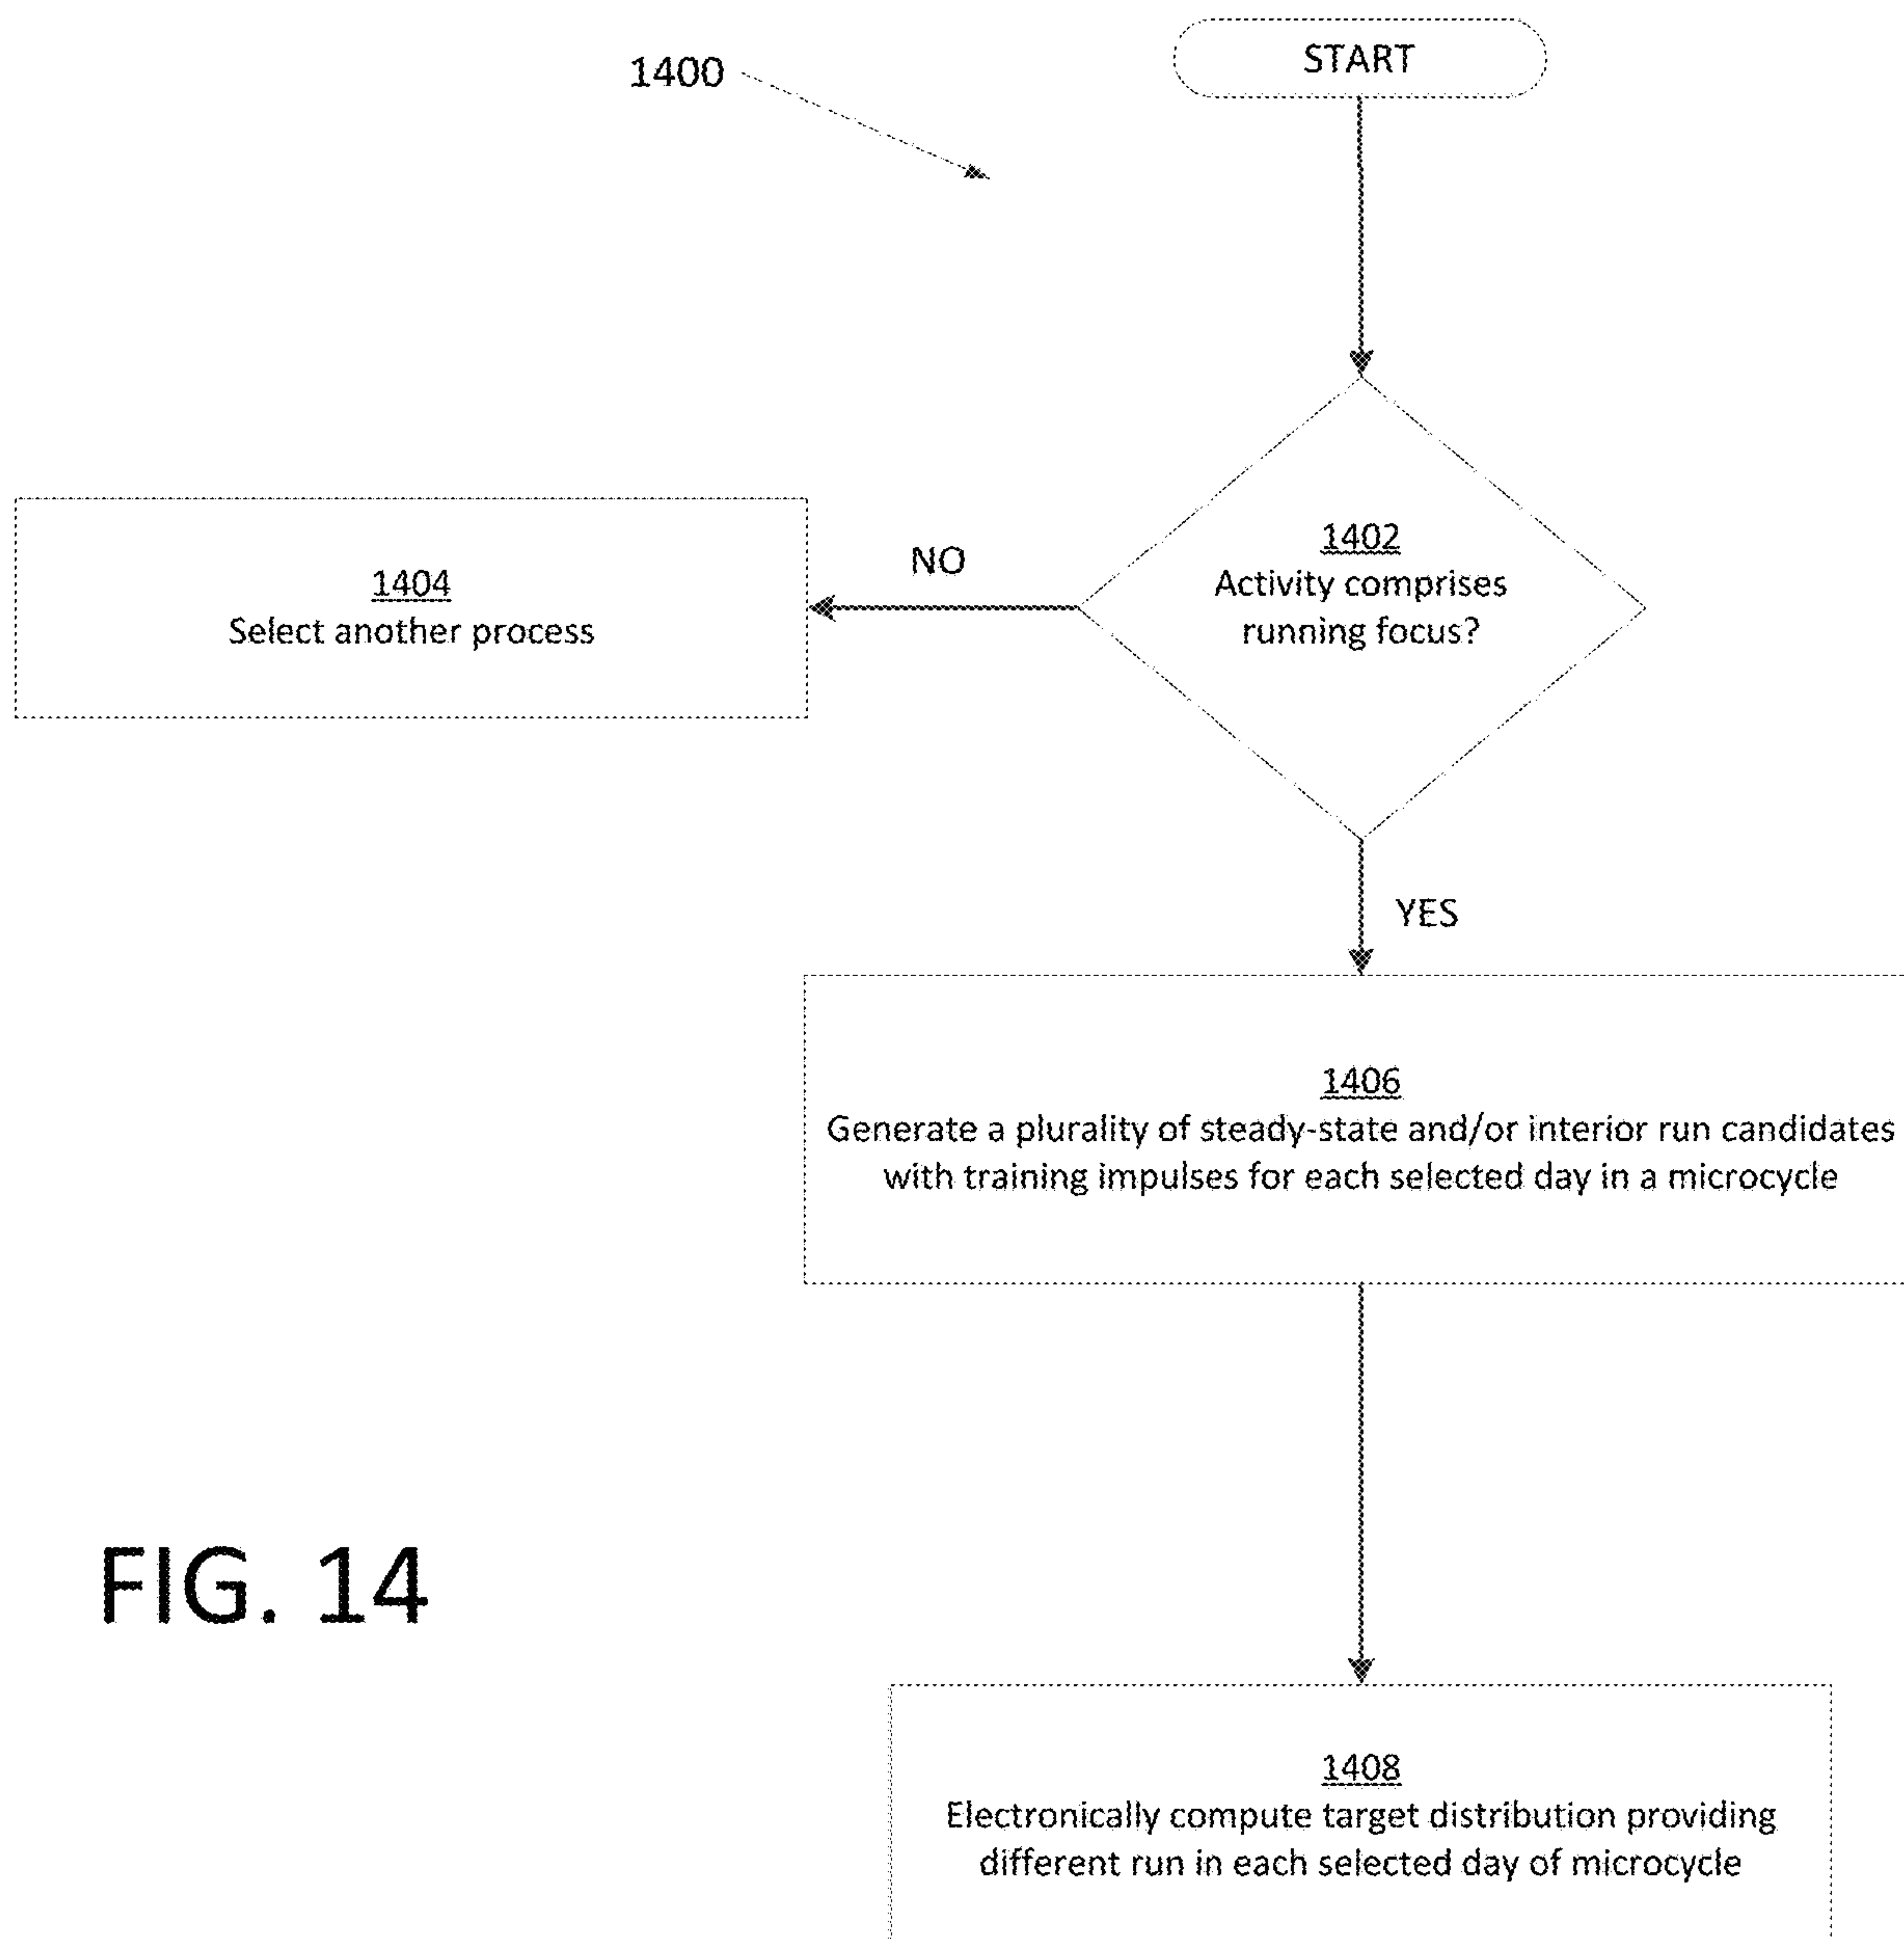 1400
START
1402
Activity comprises
running focus?
NO
1404
Select another process
YES
1406
Generate a plurality of steady-state and/or interior run candidates
with training impulses for each selected day in a microcycle
1408
Electronically compute target distribution providing
different run in each selected day of microcycle
FIG. 14